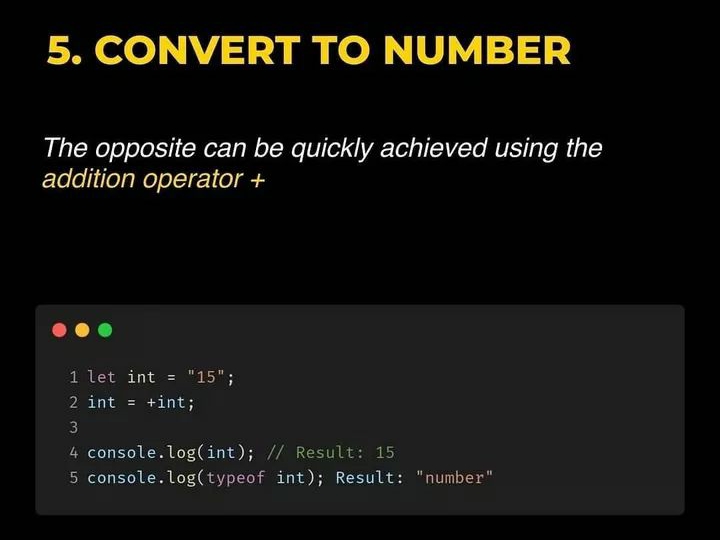 5. CONVERT TO NUMBER
The opposite can be quickly achieved using the
addition operator +
1 let int = "15";
2 int = +int;
3
4 console.log(int); // Result: 15
5 console.log(typeof int); Result: "number"